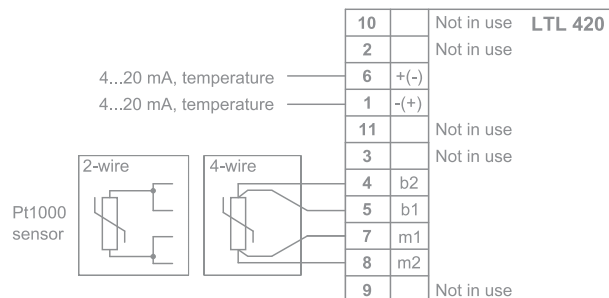 10 Not in use LTL 420
2 Not in use
4...20 mA, temperature 6 +(-)
4...20 mA, temperature 1 -(+)
11 Not in use
3 Not in use
2-wire 4-wire
4 b2
Pt1000
sensor
5 b1
7 m1
8 m2
9 Not in use